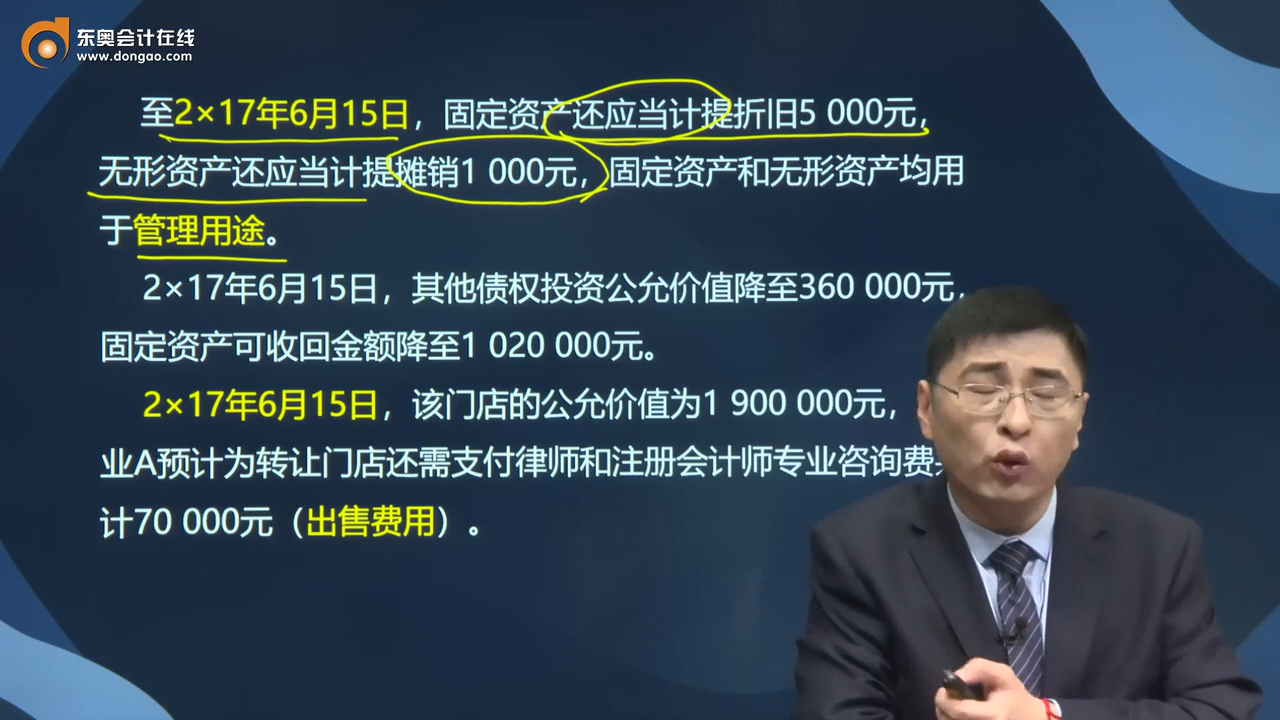 东奥会计在线
www.dongao.com
至2×17年6月15日，固定资产还应当计提折旧5 000元，
无形资产还应当计提摊销1 000元，固定资产和无形资产均用
于管理用途。
2×17年6月15日，其他债权投资公允价值降至360 000元，
固定资产可收回金额降至1 020 000元。
2×17年6月15日，该门店的公允价值为1 900 000元，
业A预计为转让门店还需支付律师和注册会计师专业咨询费
计70 000元（出售费用）。